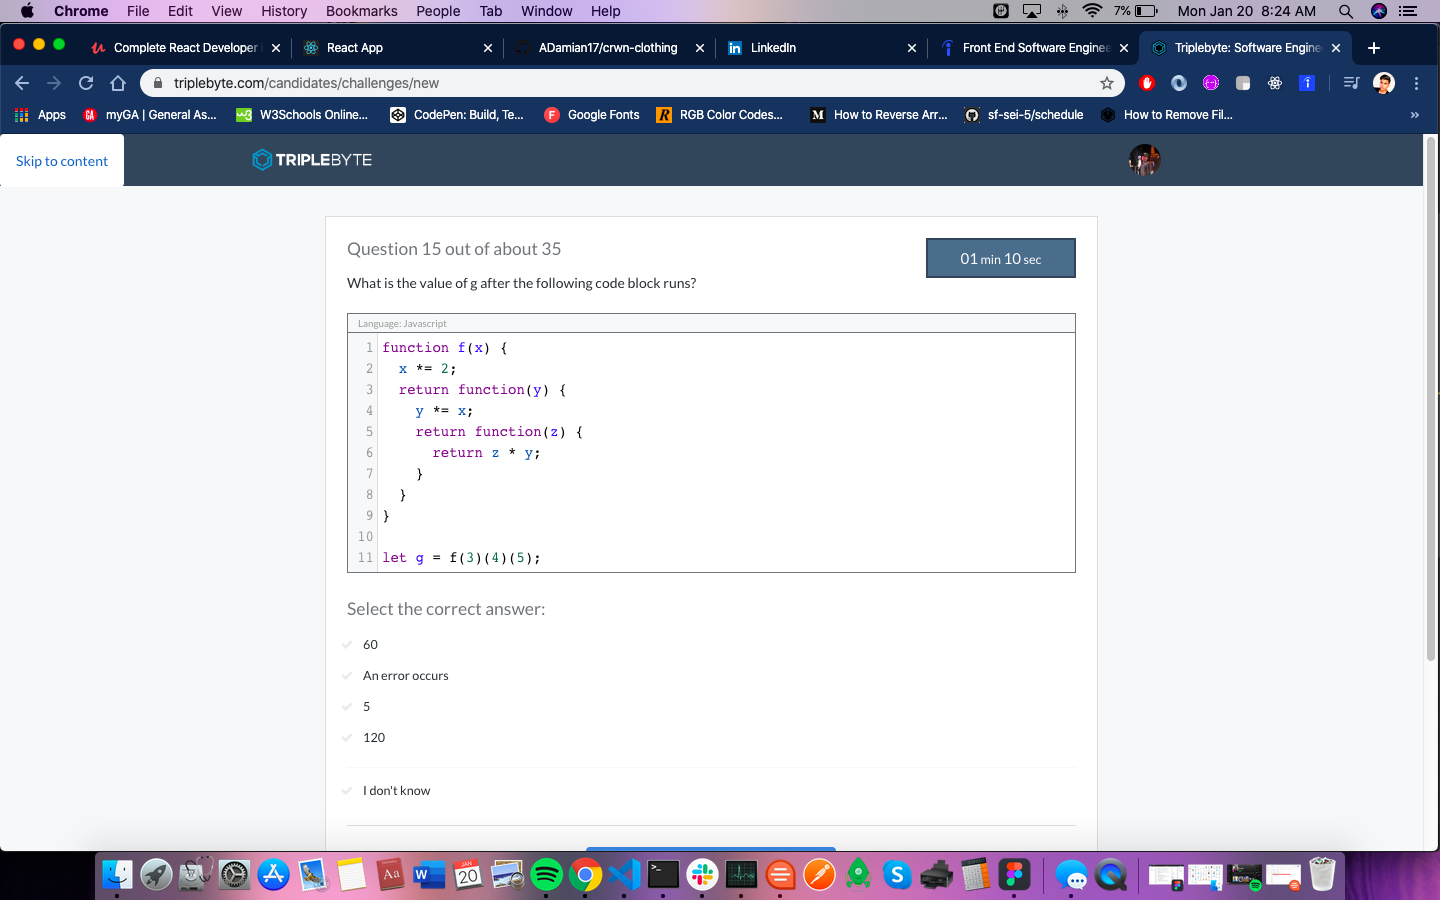 Chrome File Edit View History Bookmarks People Tab Window Help 7% Mon Jan 20 8:24 AM
Complete React Developer React App ADamian17/crwn-clothing LinkedIn Front End Software Enginee Triplebyte: Software Engine
triplebyte.com/candidates/challenges/new
Apps myGA | General As... W3Schools Online... CodePen: Build, Te... Google Fonts RGB Color Codes... How to Reverse Arr... sf-sei-5/schedule How to Remove Fil... »
Skip to content TRIPLEBYTE
Question 15 out of about 35
01 min 10 sec
What is the value of g after the following code block runs?
Language: Javascript
1 function f(x) {
2 x *= 2;
3 return function(y) {
4 y *= x;
5 return function(z) {
6 return z * y;
7 }
8 }
9 }
10
11 let g = f(3)(4)(5);
Select the correct answer:
60
An error occurs
5
120
I don't know